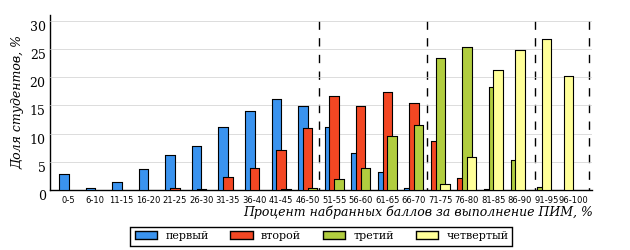 Доля студентов, %
30
25
20
15
10
5
0
0-5 6-10 11-15 16-20 21-25 26-30 31-35 36-40 41-45 46-50 51-55 56-60 61-65 66-70 71-75 76-80 81-85 86-90 91-95 96-100
Процент набранных баллов за выполнение ПИМ, %
первый второй третий четвертый